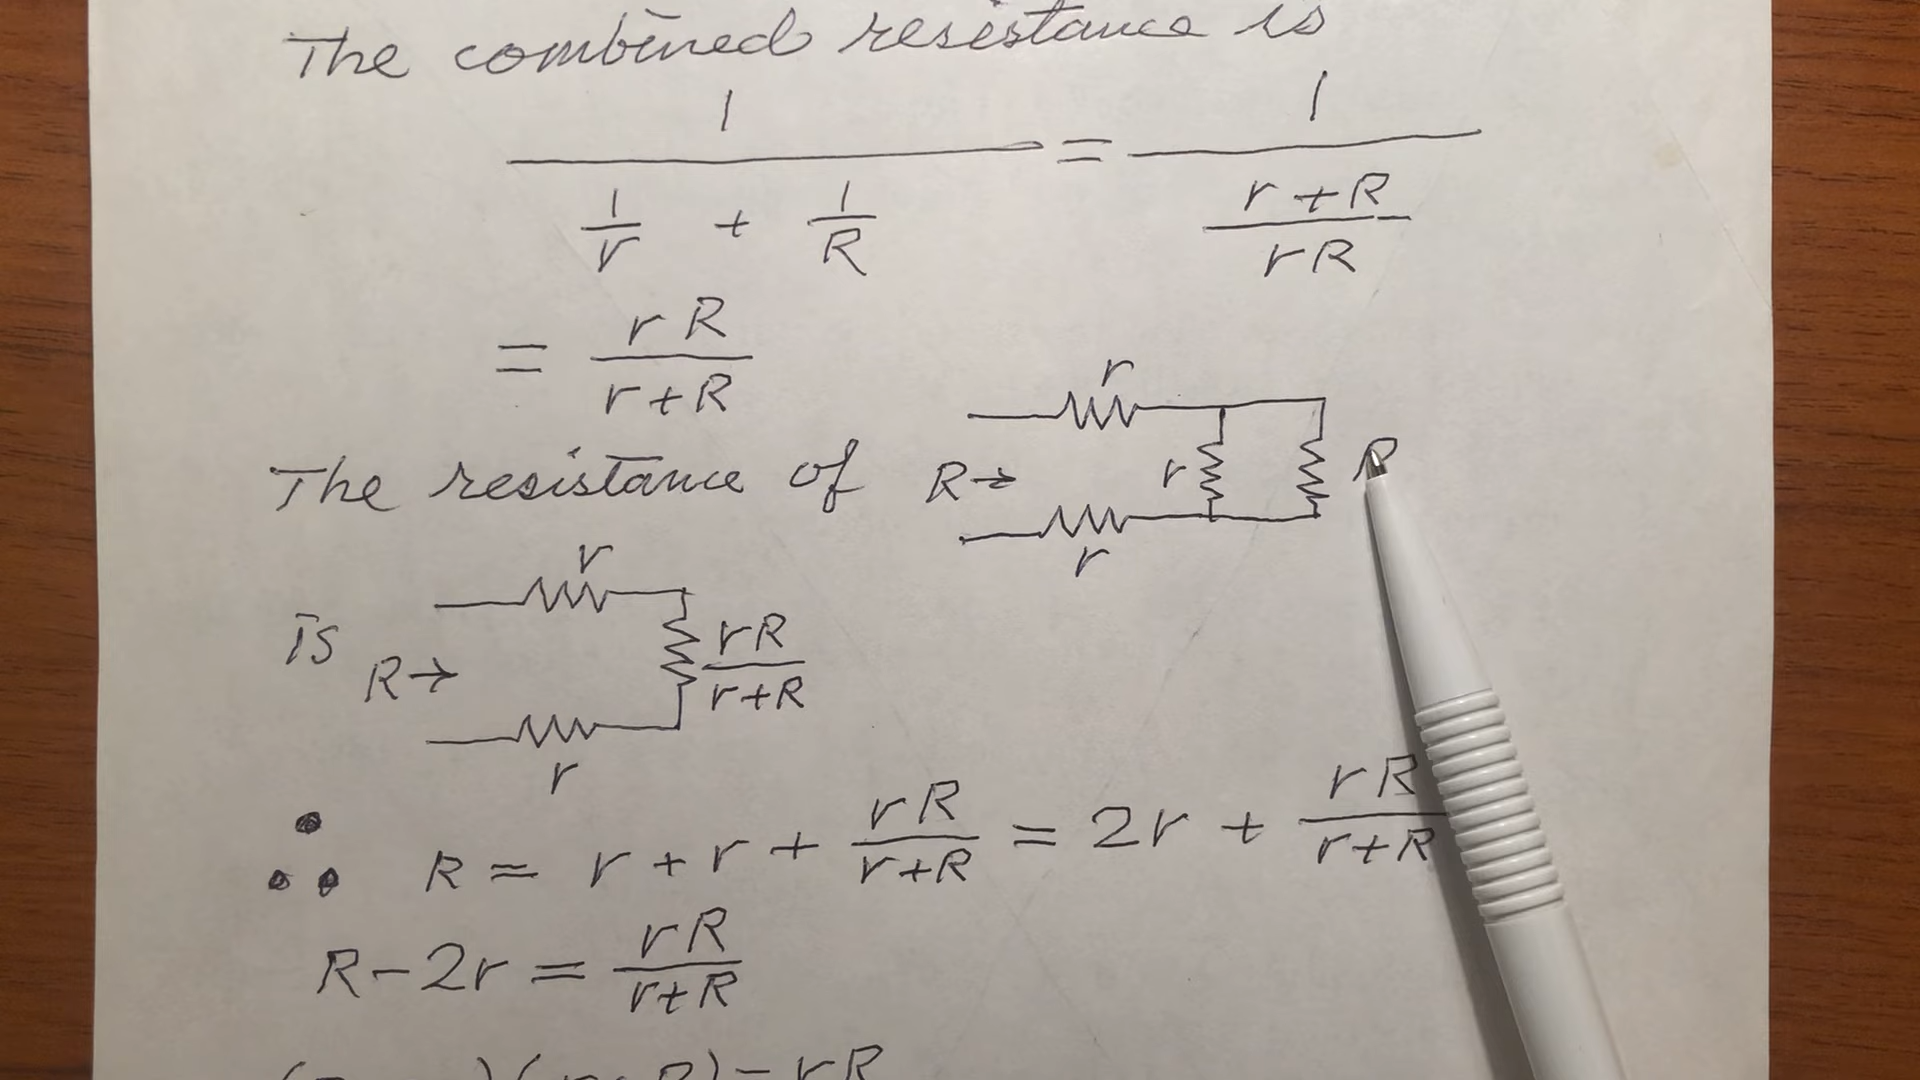 The combined resistance is
1 / (1/r + 1/R) = 1 / ((r + R)/(rR))
= rR / (r+R)
r
The resistance of R→ r R
r
r
is R→ rR/(r+R)
r
∴ R = r + r + rR/(r+R) = 2r + rR/(r+R)
R - 2r = rR/(r+R)